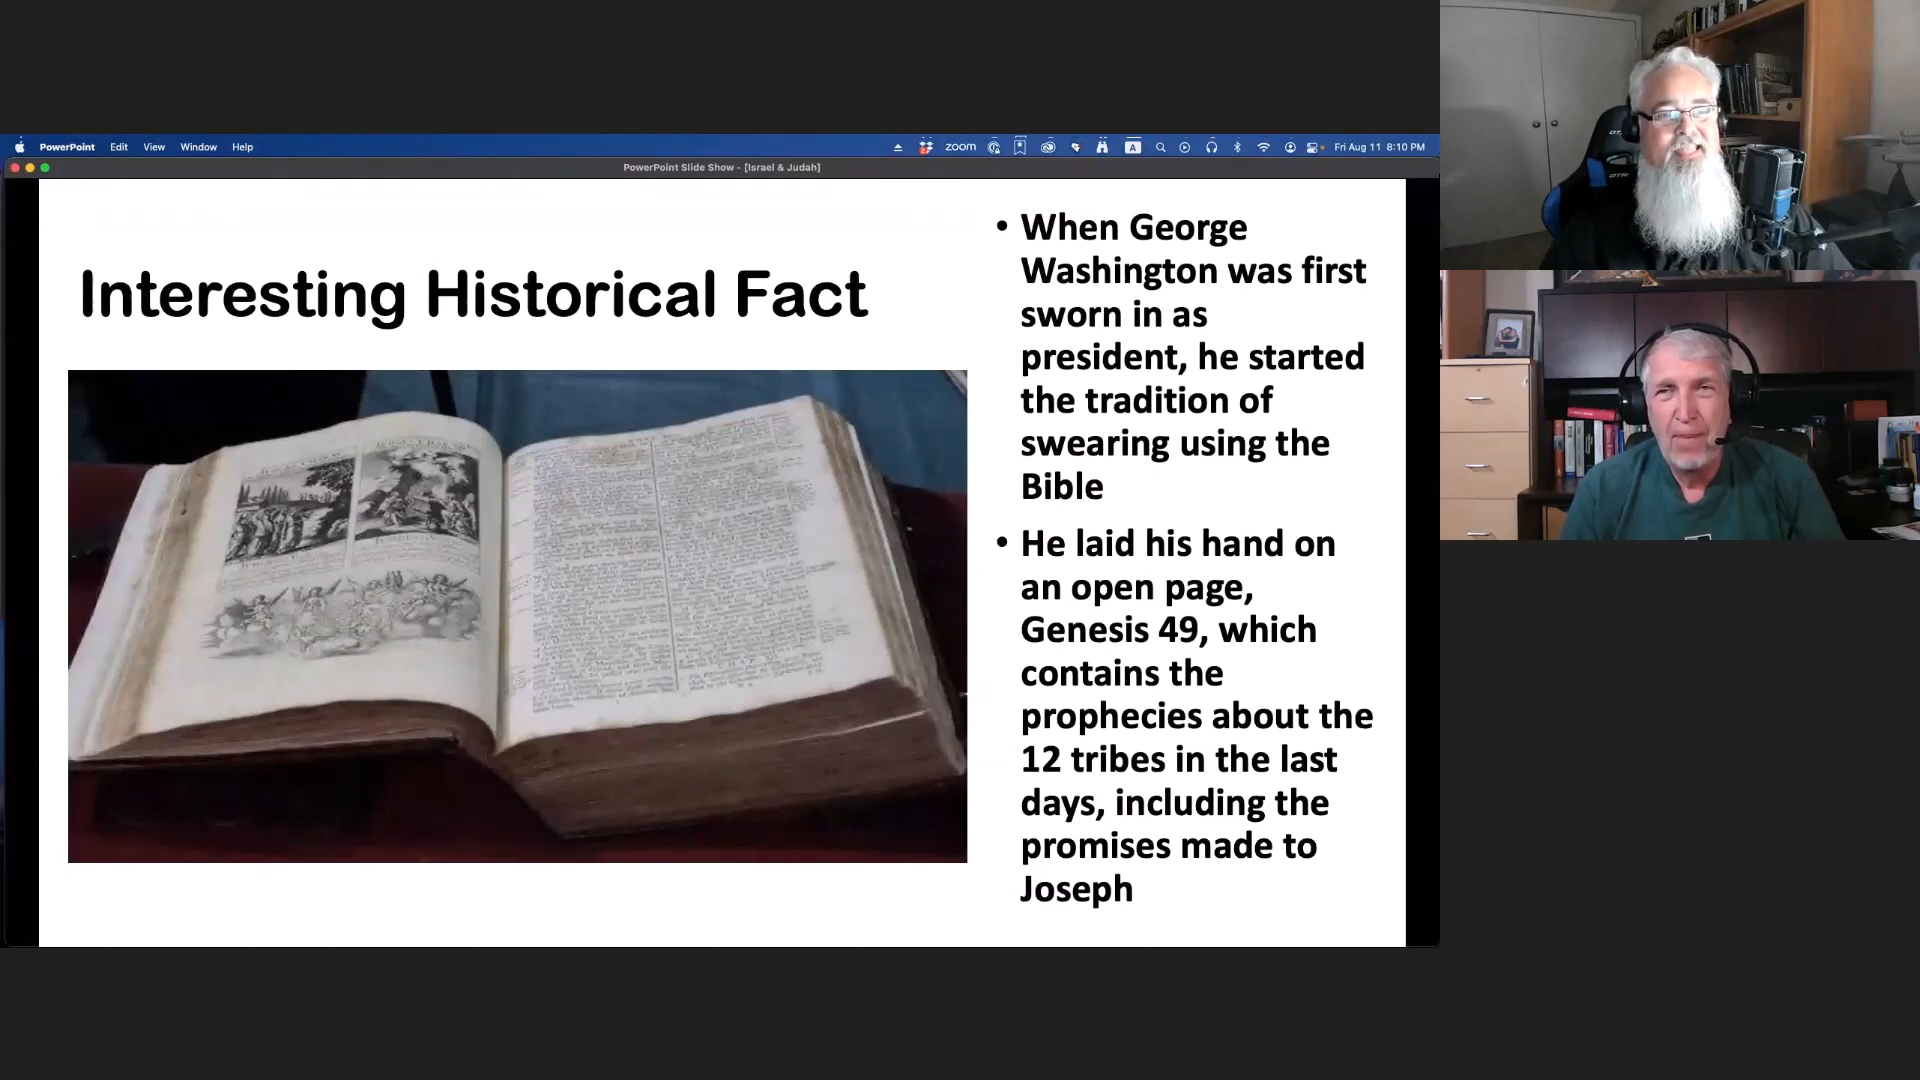 PowerPoint Edit View Window Help
zoom
A
Fri Aug 11 8:10 PM
PowerPoint Slide Show - [Israel & Judah]
Interesting Historical Fact
• When George
Washington was first
sworn in as
president, he started
the tradition of
swearing using the
Bible
• He laid his hand on
an open page,
Genesis 49, which
contains the
prophecies about the
12 tribes in the last
days, including the
promises made to
Joseph